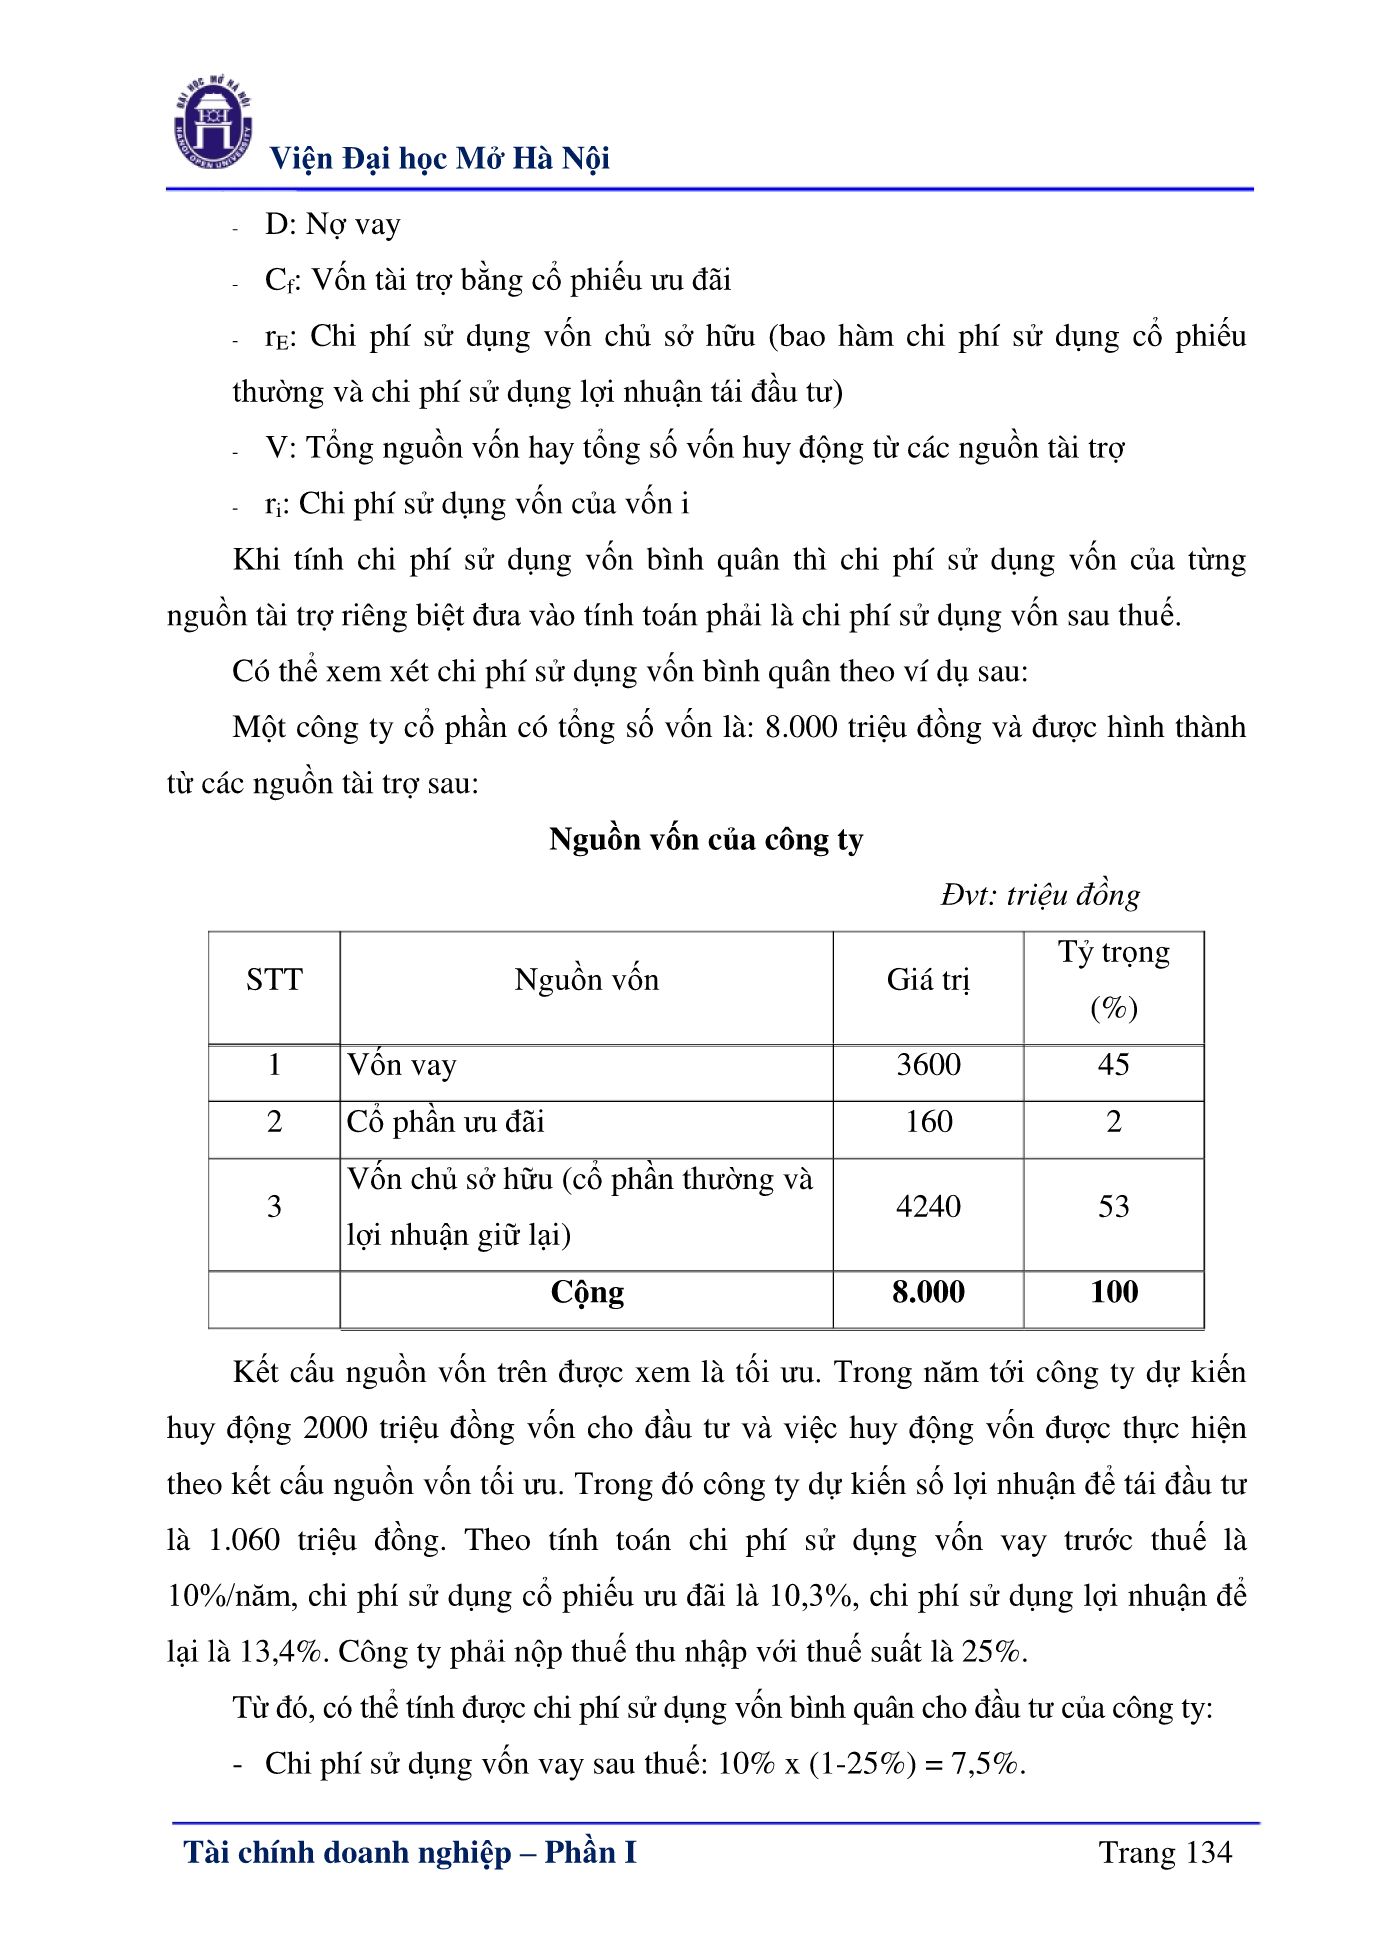 ĐẠI HỌC MỞ HÀ NỘI
HANOI OPEN UNIVERSITY
Viện Đại học Mở Hà Nội
- D: Nợ vay
- Cf: Vốn tài trợ bằng cổ phiếu ưu đãi
- rE: Chi phí sử dụng vốn chủ sở hữu (bao hàm chi phí sử dụng cổ phiếu
thường và chi phí sử dụng lợi nhuận tái đầu tư)
- V: Tổng nguồn vốn hay tổng số vốn huy động từ các nguồn tài trợ
- ri: Chi phí sử dụng vốn của vốn i
Khi tính chi phí sử dụng vốn bình quân thì chi phí sử dụng vốn của từng
nguồn tài trợ riêng biệt đưa vào tính toán phải là chi phí sử dụng vốn sau thuế.
Có thể xem xét chi phí sử dụng vốn bình quân theo ví dụ sau:
Một công ty cổ phần có tổng số vốn là: 8.000 triệu đồng và được hình thành
từ các nguồn tài trợ sau:
Nguồn vốn của công ty
Đvt: triệu đồng
STT Nguồn vốn Giá trị Tỷ trọng
(%)
1 Vốn vay 3600 45
2 Cổ phần ưu đãi 160 2
3 Vốn chủ sở hữu (cổ phần thường và
lợi nhuận giữ lại) 4240 53
Cộng 8.000 100
Kết cấu nguồn vốn trên được xem là tối ưu. Trong năm tới công ty dự kiến
huy động 2000 triệu đồng vốn cho đầu tư và việc huy động vốn được thực hiện
theo kết cấu nguồn vốn tối ưu. Trong đó công ty dự kiến số lợi nhuận để tái đầu tư
là 1.060 triệu đồng. Theo tính toán chi phí sử dụng vốn vay trước thuế là
10%/năm, chi phí sử dụng cổ phiếu ưu đãi là 10,3%, chi phí sử dụng lợi nhuận để
lại là 13,4%. Công ty phải nộp thuế thu nhập với thuế suất là 25%.
Từ đó, có thể tính được chi phí sử dụng vốn bình quân cho đầu tư của công ty:
- Chi phí sử dụng vốn vay sau thuế: 10% x (1-25%) = 7,5%.
Tài chính doanh nghiệp – Phần I Trang 134